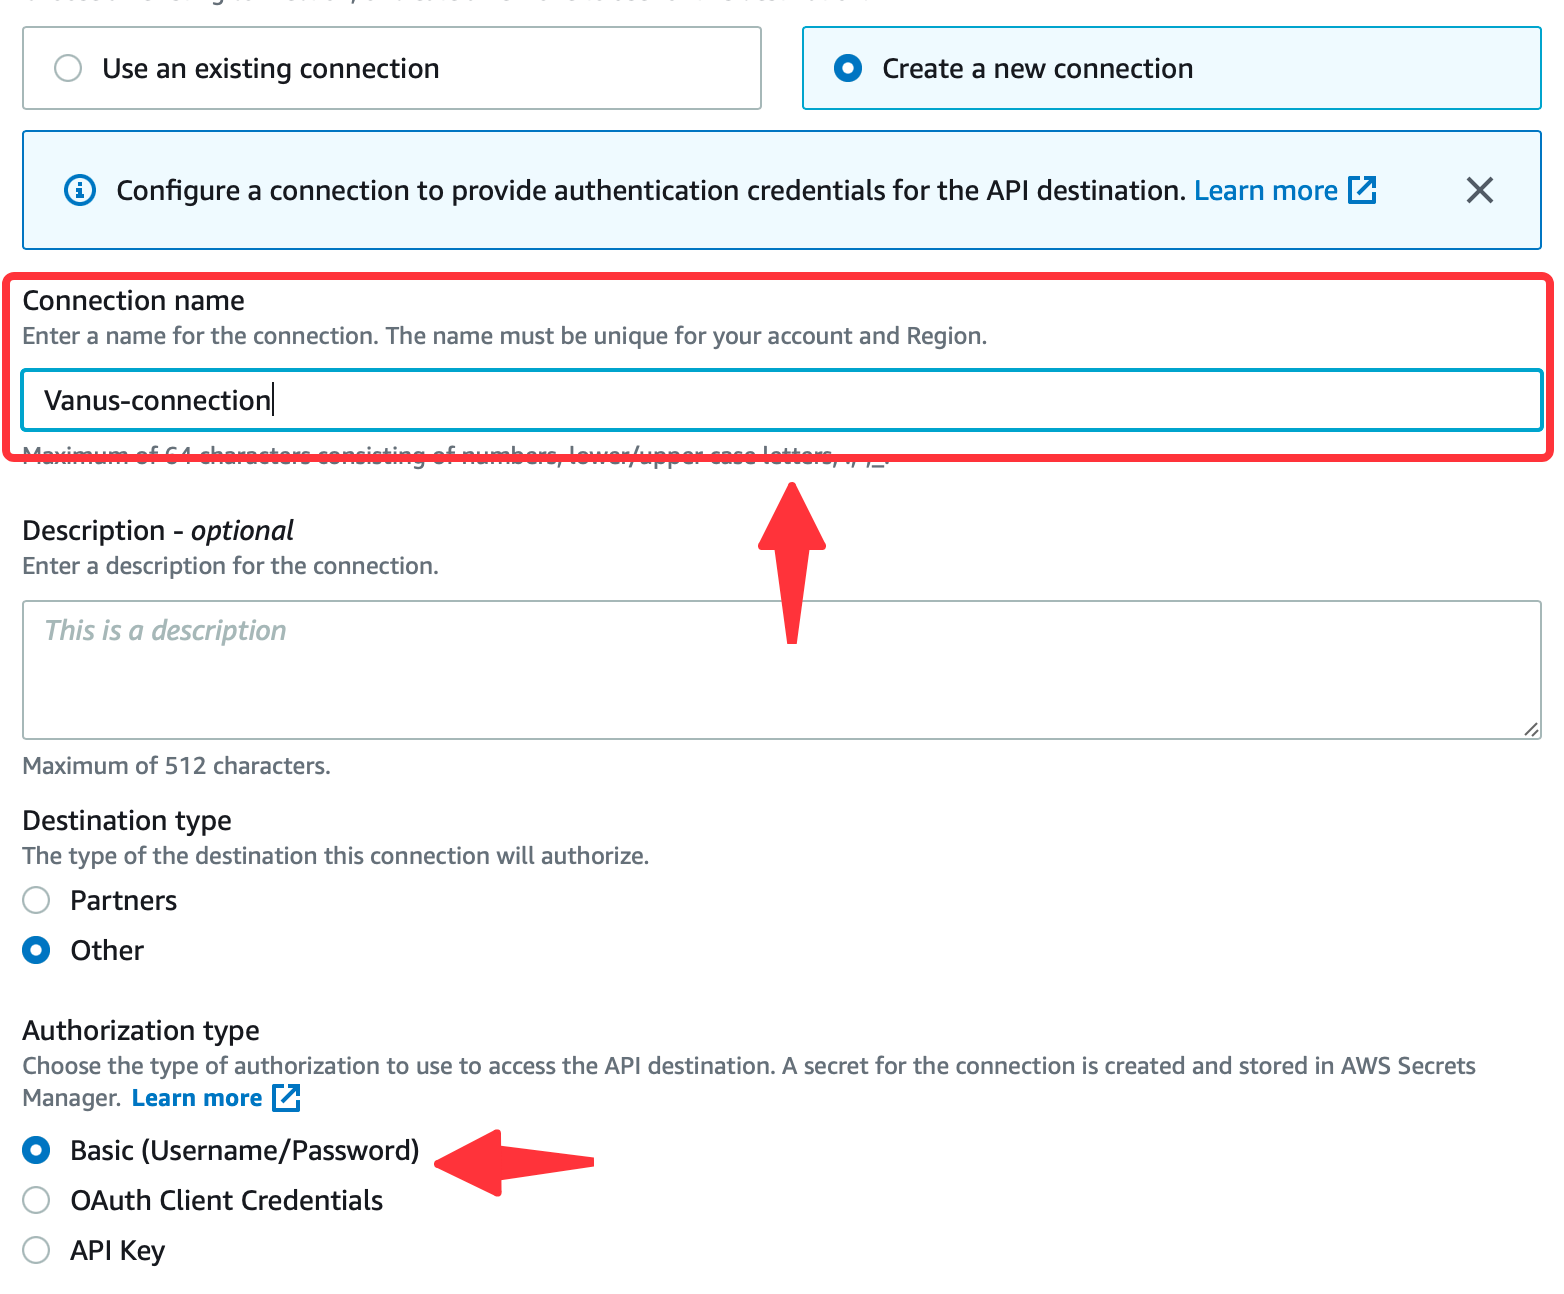 Use an existing connection
Create a new connection
Configure a connection to provide authentication credentials for the API destination. Learn more
Connection name
Enter a name for the connection. The name must be unique for your account and Region.
Vanus-connection
Maximum of 64 characters consisting of numbers, lower/upper case letters, .,-,_.
Description - optional
Enter a description for the connection.
This is a description
Maximum of 512 characters.
Destination type
The type of the destination this connection will authorize.
Partners
Other
Authorization type
Choose the type of authorization to use to access the API destination. A secret for the connection is created and stored in AWS Secrets
Manager. Learn more
Basic (Username/Password)
OAuth Client Credentials
API Key